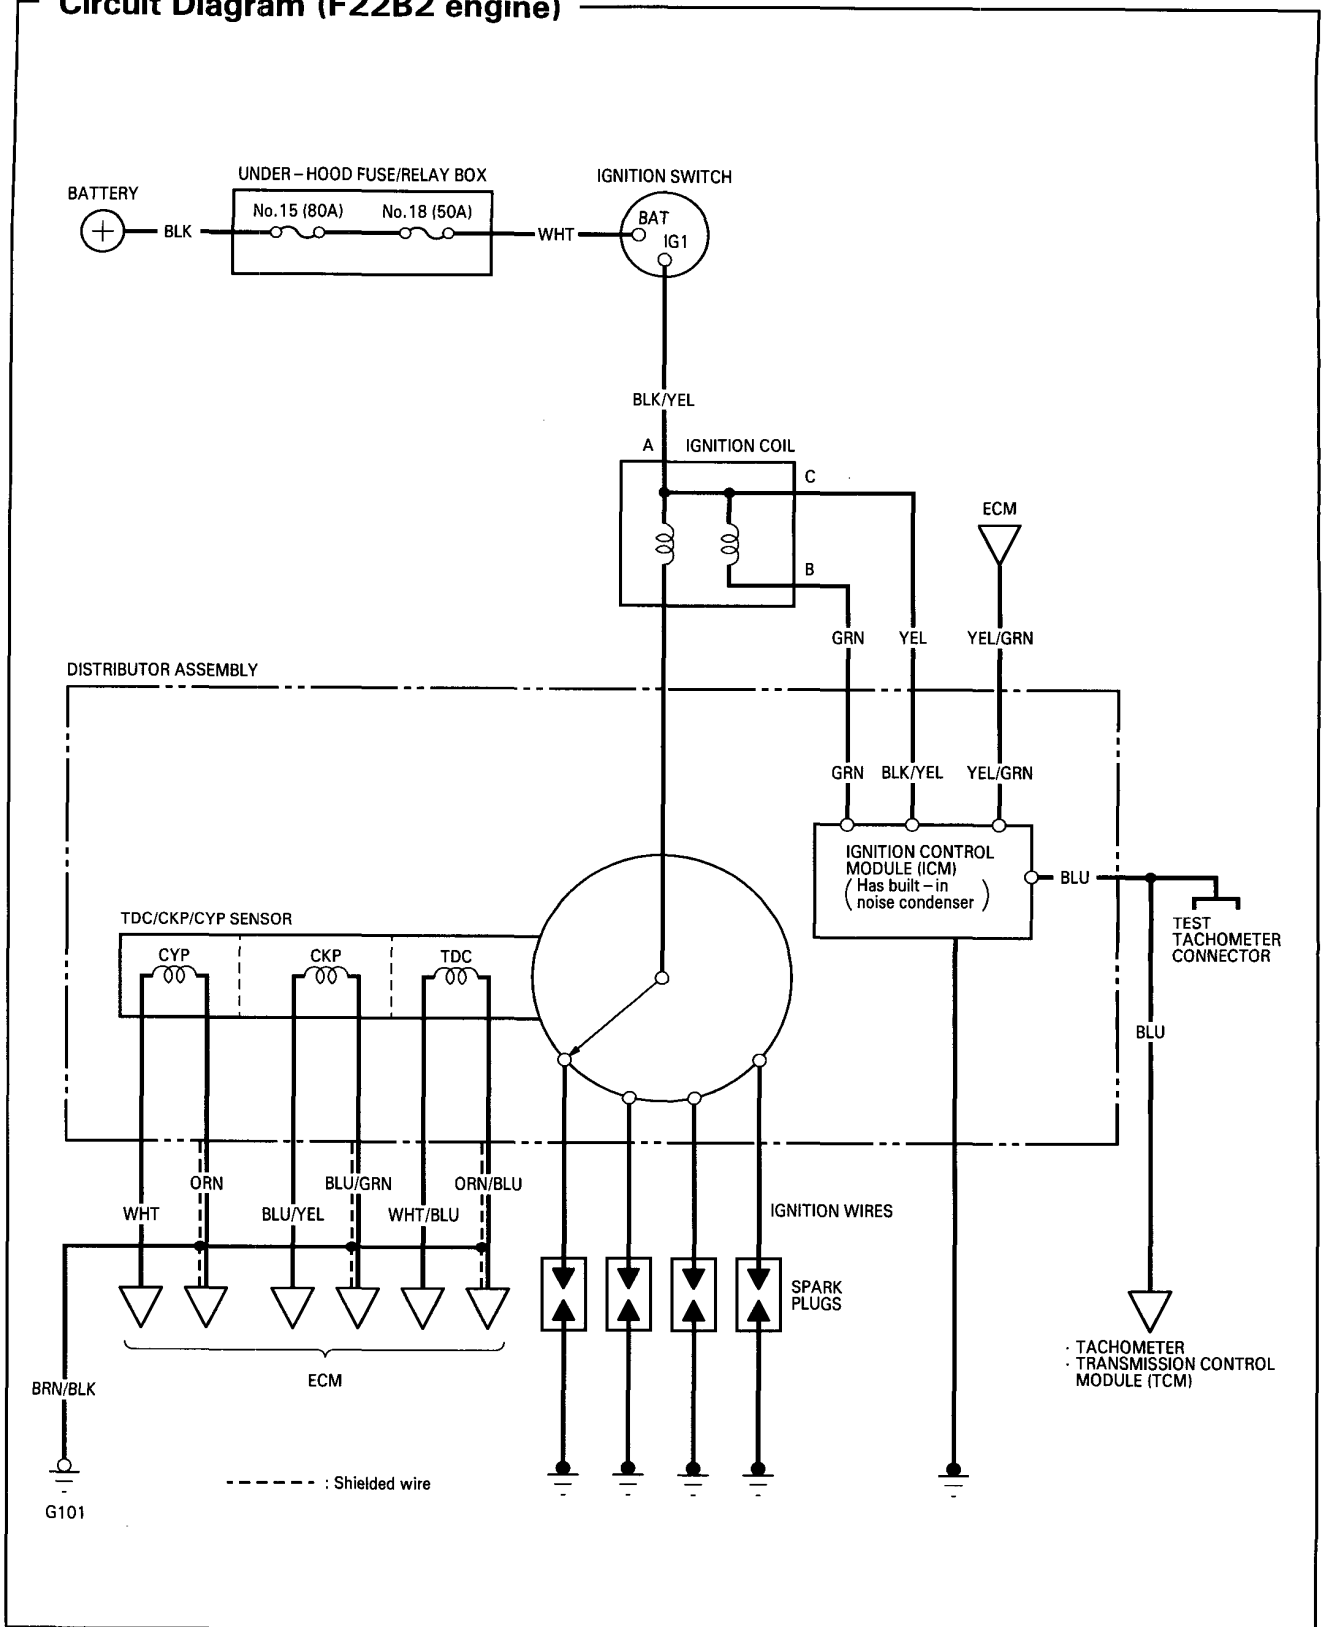 Circuit Diagram (F22B2 engine)
UNDER-HOOD FUSE/RELAY BOX
IGNITION SWITCH
BATTERY
No.15 (80A)
No.18 (50A)
BAT
+
BLK
WHT
IG1
BLK/YEL
A
IGNITION COIL
C
ECM
B
GRN
YEL
YEL/GRN
DISTRIBUTOR ASSEMBLY
GRN
BLK/YEL
YEL/GRN
IGNITION CONTROL
MODULE (ICM)
(Has built-in
noise condenser)
BLU
TDC/CKP/CYP SENSOR
TEST
TACHOMETER
CONNECTOR
CYP
CKP
TDC
BLU
ORN
BLU/GRN
ORN/BLU
WHT
BLU/YEL
WHT/BLU
IGNITION WIRES
SPARK
PLUGS
· TACHOMETER
· TRANSMISSION CONTROL
MODULE (TCM)
ECM
BRN/BLK
: Shielded wire
G101